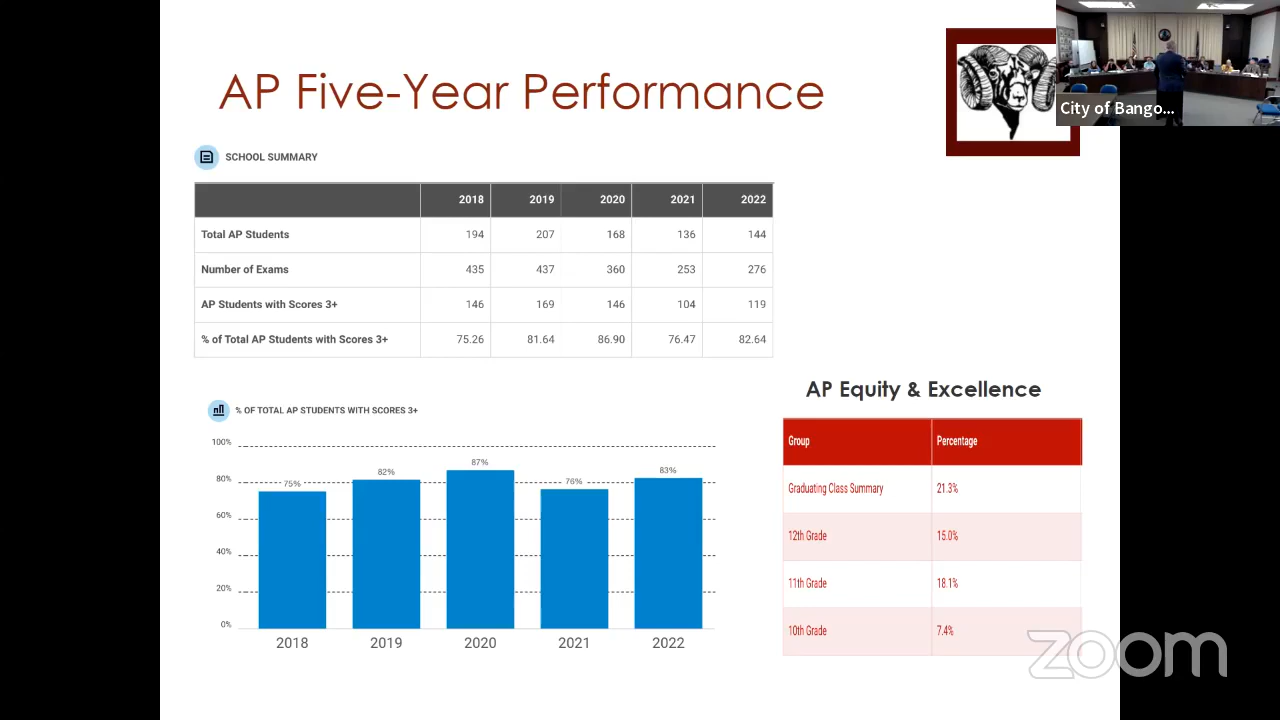 AP Five-Year Performance
City of Bango...
SCHOOL SUMMARY
2018 2019 2020 2021 2022
Total AP Students 194 207 168 136 144
Number of Exams 435 437 360 253 276
AP Students with Scores 3+ 146 169 146 104 119
% of Total AP Students with Scores 3+ 75.26 81.64 86.90 76.47 82.64
% OF TOTAL AP STUDENTS WITH SCORES 3+
100%
80%
60%
40%
20%
0%
75% 82% 87% 76% 83%
2018 2019 2020 2021 2022
AP Equity & Excellence
Group Percentage
Graduating Class Summary 21.3%
12th Grade 15.0%
11th Grade 18.1%
10th Grade 7.4%
zoom